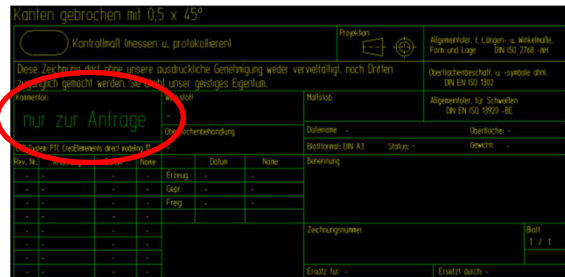 Kanten gebrochen mit 0,5 x 45°
Projektion
Kontrollmaß (messen u. protokollieren)
Allgemeintoler. f. Längen- u. Winkelmaße,
Form und Lage DIN ISO 2768 -mH
Diese Zeichnung darf ohne unsere ausdrückliche Genehmigung weder vervielfältigt, noch Dritten
zugänglich gemacht werden. Sie bleibt unser geistiges Eigentum.
Oberflächenbeschaff. u. -symbole ähnl.
DIN EN ISO 1302
Kommentar:
Werkstoff
-
Maßstab
Allgemeintoler. für Schweißen
DIN EN ISO 13920 -BE
nur zur Anfrage
Oberflächenbehandlung
-
Dateiname -
Oberfläche: -
CAD System: PTC CreoElements direct modeling
Blattformat: DIN A3
Status: -
Gewicht: -
Rev. Nr.
Datum
Name
Datum
Name
Benennung
- - - -
Erzeug. - -
- - - -
Gepr. - -
- - - -
Freig. - -
- - - -
- - - -
Zeichnungsnummer
Blatt
- - - -
1 / 1
- - - -
- - - -
Ersatz für: -
Ersetzt durch: -